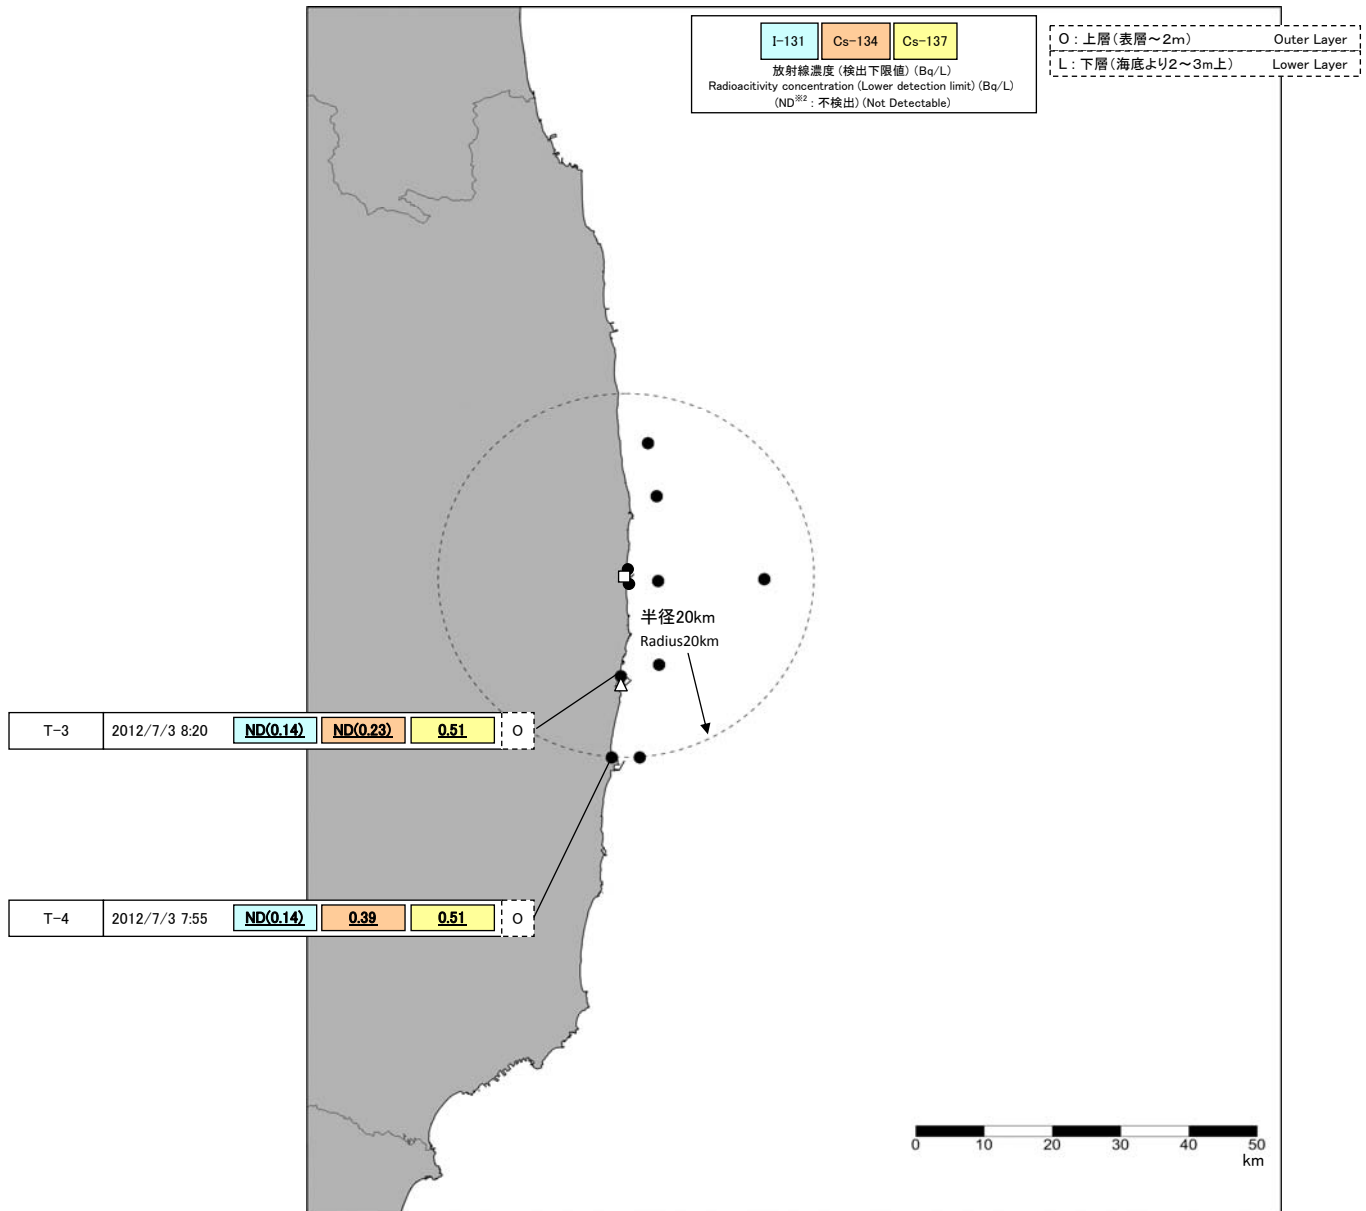 I-131 Cs-134 Cs-137
放射線濃度(検出下限値)(Bq/L)
Radioacitivity concentration (Lower detection limit) (Bq/L)
(ND※2 : 不検出) (Not Detectable)
O : 上層(表層～2m) Outer Layer
L : 下層(海底より2～3m上) Lower Layer
半径20km
Radius20km
T-3 2012/7/3 8:20 ND(0.14) ND(0.23) 0.51 O
T-4 2012/7/3 7:55 ND(0.14) 0.39 0.51 O
0 10 20 30 40 50
km